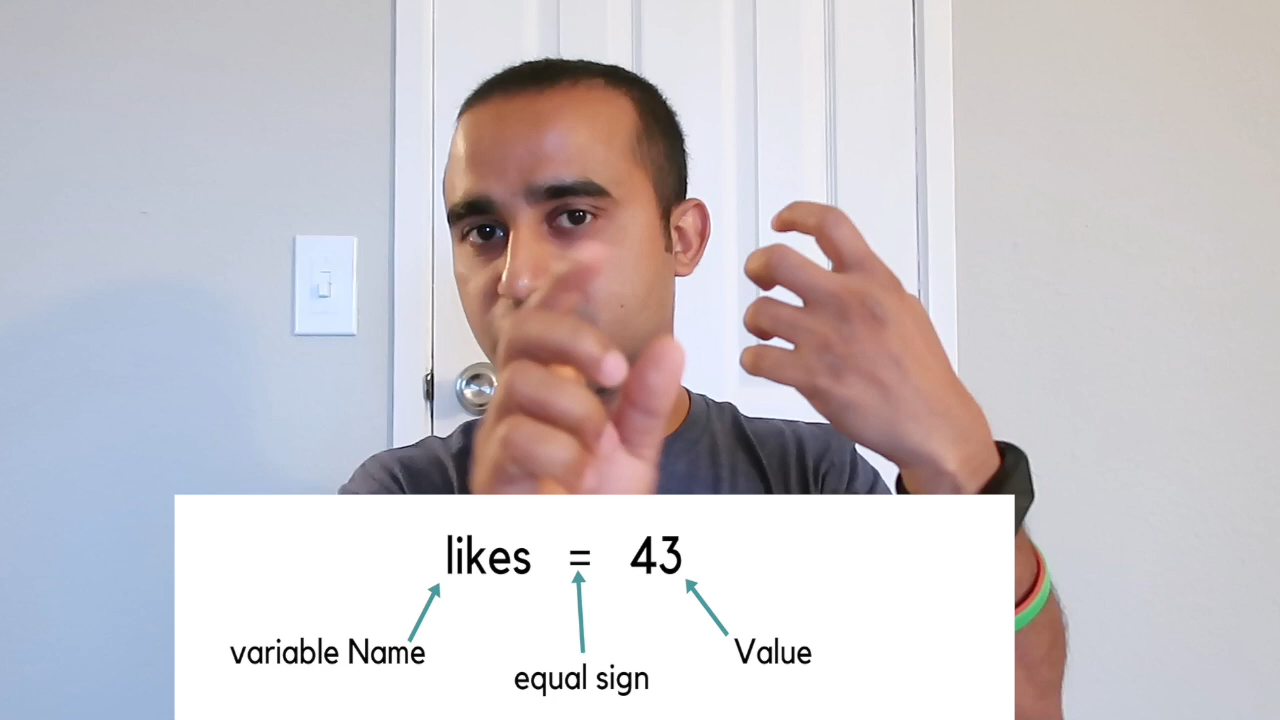 likes = 43
variable Name
equal sign
Value